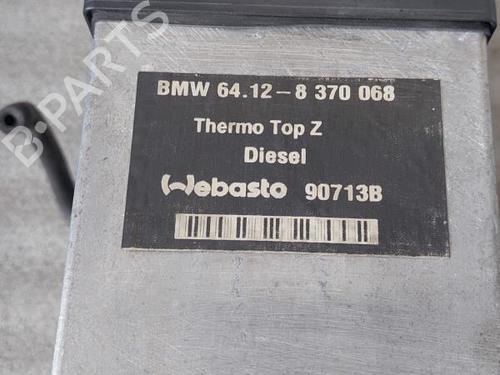 B-PARTS
BMW 64.12-8 370 068
Thermo Top Z
Diesel
Webasto 90713B